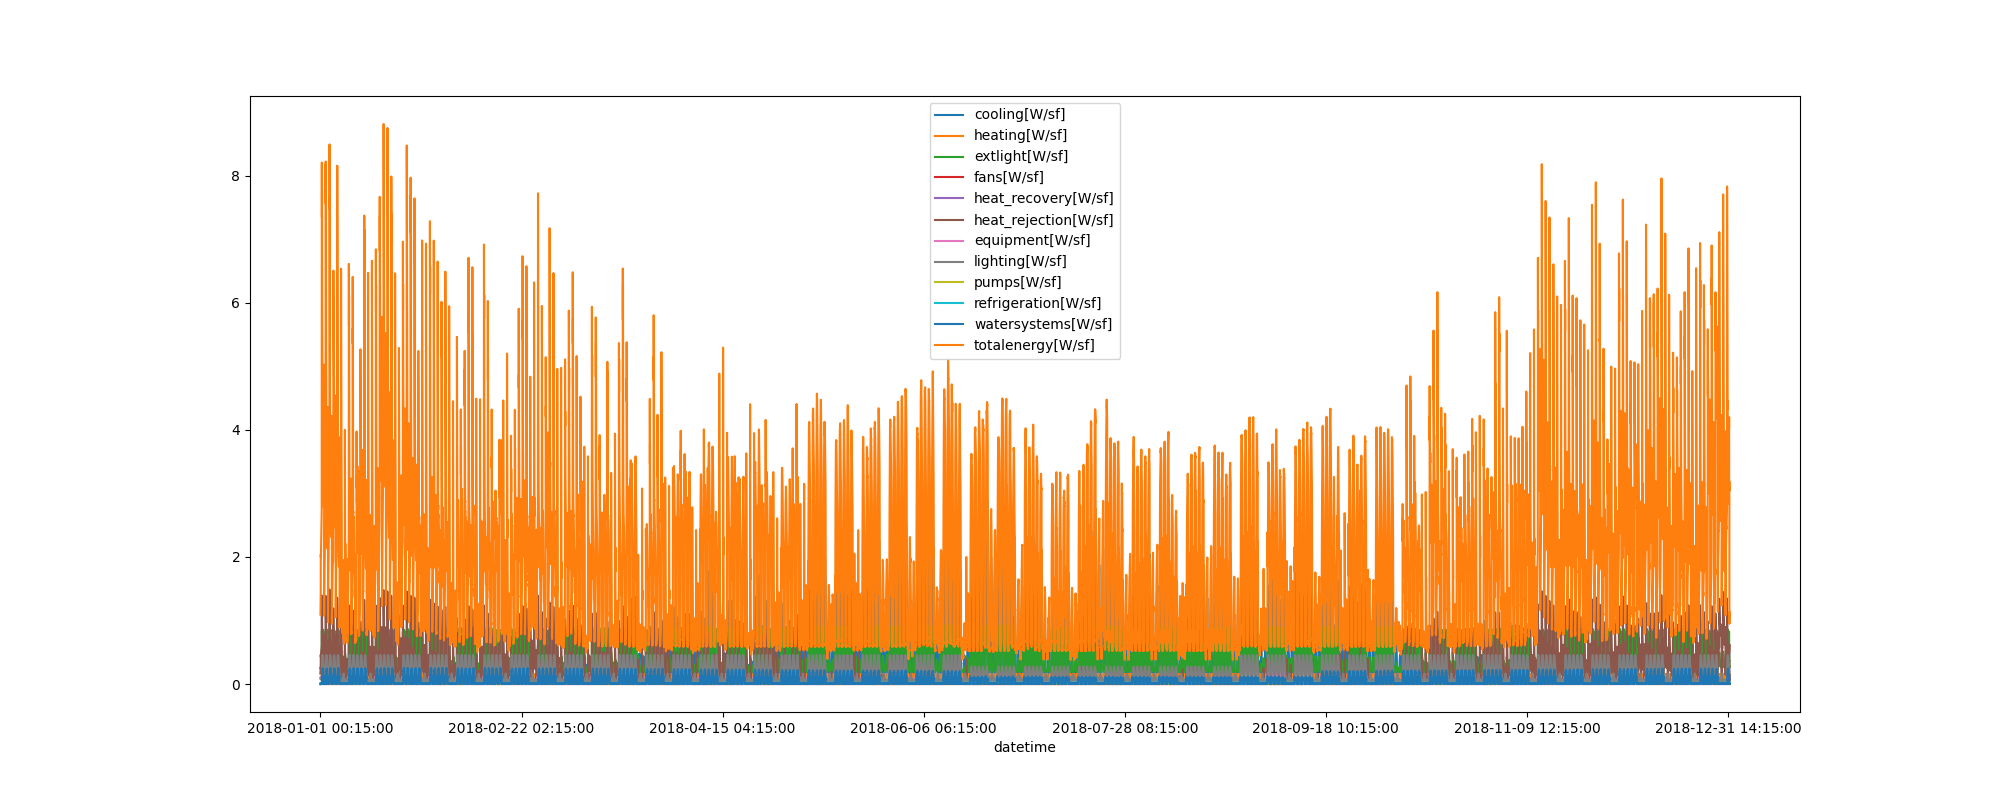 cooling[W/sf]
heating[W/sf]
extlight[W/sf]
fans[W/sf]
heat_recovery[W/sf]
heat_rejection[W/sf]
equipment[W/sf]
lighting[W/sf]
pumps[W/sf]
refrigeration[W/sf]
watersystems[W/sf]
totalenergy[W/sf]
8
6
4
2
0
2018-01-01 00:15:00 2018-02-22 02:15:00 2018-04-15 04:15:00 2018-06-06 06:15:00 2018-07-28 08:15:00 2018-09-18 10:15:00 2018-11-09 12:15:00 2018-12-31 14:15:00
datetime